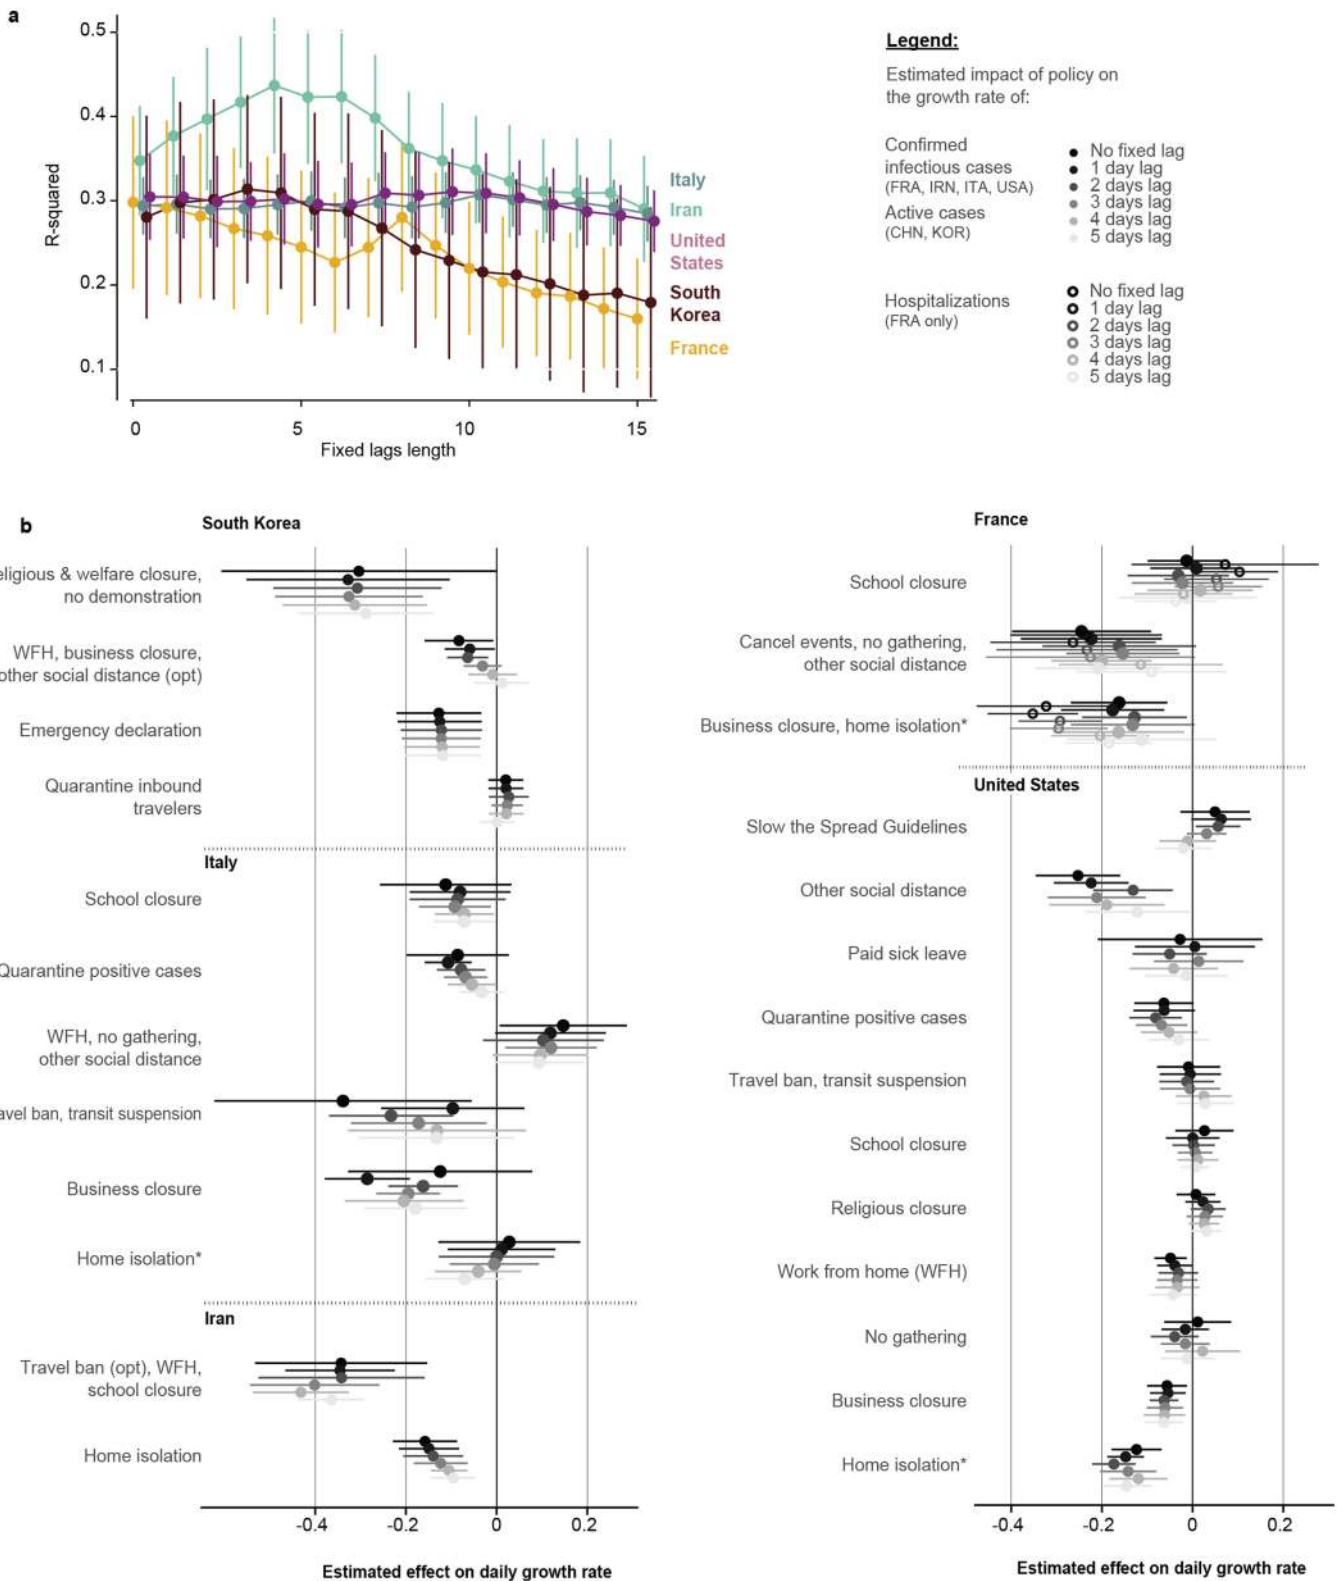 a
0.5
0.4
0.3
0.2
0.1
R-squared
0
5
10
15
Fixed lags length
Italy
Iran
United
States
South
Korea
France
Legend:
Estimated impact of policy on
the growth rate of:
Confirmed
infectious cases
(FRA, IRN, ITA, USA)
Active cases
(CHN, KOR)
No fixed lag
1 day lag
2 days lag
3 days lag
4 days lag
5 days lag
Hospitalizations
(FRA only)
No fixed lag
1 day lag
2 days lag
3 days lag
4 days lag
5 days lag
b
South Korea
eligious & welfare closure,
no demonstration
WFH, business closure,
other social distance (opt)
Emergency declaration
Quarantine inbound
travelers
Italy
School closure
Quarantine positive cases
WFH, no gathering,
other social distance
avel ban, transit suspension
Business closure
Home isolation*
Iran
Travel ban (opt), WFH,
school closure
Home isolation
-0.4
-0.2
0
0.2
Estimated effect on daily growth rate
France
School closure
Cancel events, no gathering,
other social distance
Business closure, home isolation*
United States
Slow the Spread Guidelines
Other social distance
Paid sick leave
Quarantine positive cases
Travel ban, transit suspension
School closure
Religious closure
Work from home (WFH)
No gathering
Business closure
Home isolation*
-0.4
-0.2
0
0.2
Estimated effect on daily growth rate